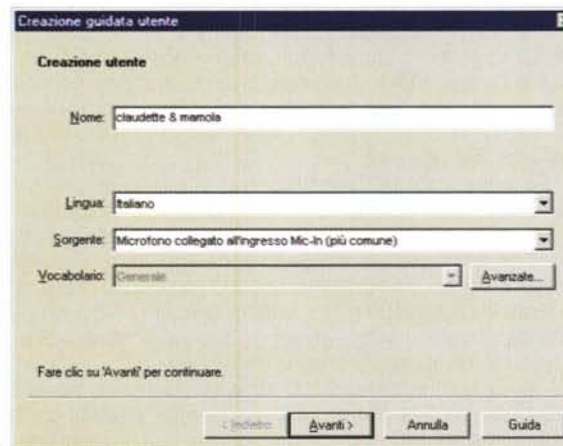 Creazione guidata utente
Creazione utente
Nome: claudette & mamola
Lingua: Italiano
Sorgente: Microfono collegato all'ingresso Mic-In (più comune)
Vocabolario: Generale Avanzate...
Fare clic su 'Avanti' per continuare.
< Indietro Avanti > Annulla Guida